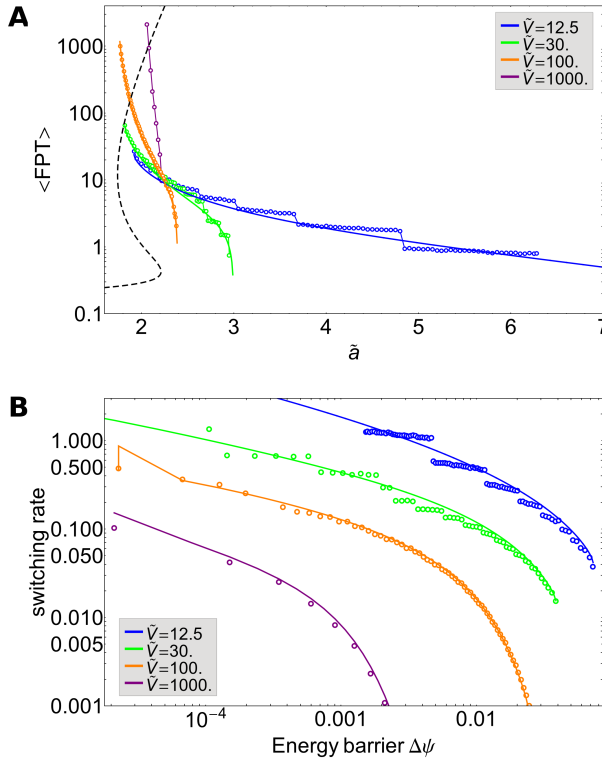 A
Ṽ=12.5
Ṽ=30.
Ṽ=100.
Ṽ=1000.
<FPT>
1000
100
10
1
0.1
2 3 4 5 6 7
ã
B
switching rate
1.000
0.500
0.100
0.050
0.010
0.005
0.001
Ṽ=12.5
Ṽ=30.
Ṽ=100.
Ṽ=1000.
10⁻⁴ 0.001 0.01
Energy barrier Δψ